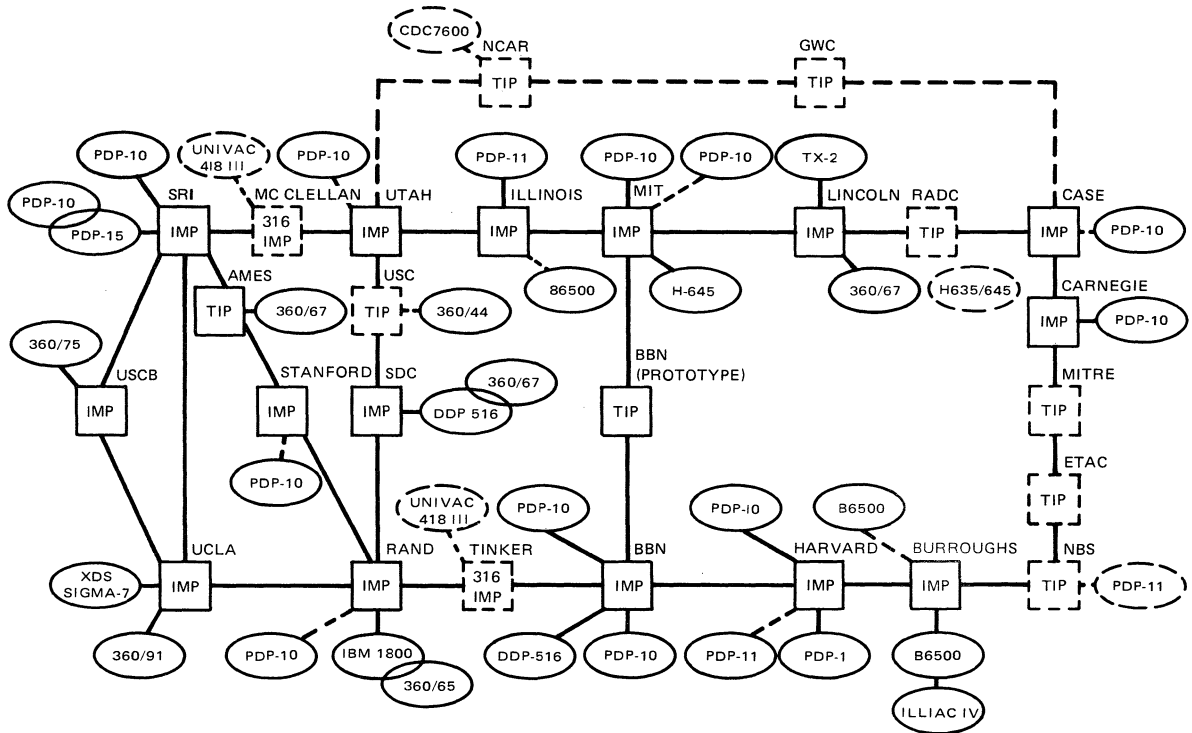 CDC7600
NCAR
GWC
TIP
TIP
PDP-10
UNIVAC
418 III
PDP-10
PDP-11
PDP-10
PDP-10
TX-2
SRI
MC CLELLAN
UTAH
ILLINOIS
MIT
LINCOLN
RADC
CASE
PDP-10
PDP-15
IMP
316
IMP
IMP
IMP
IMP
IMP
TIP
IMP
PDP-10
AMES
USC
TIP
360/67
TIP
360/44
86500
H-645
360/67
H635/645
CARNEGIE
IMP
PDP-10
360/75
USCB
IMP
STANFORD
IMP
SDC
IMP
360/67
DDP 516
BBN
(PROTOTYPE)
TIP
MITRE
TIP
PDP-10
ETAC
TIP
UNIVAC
418 III
PDP-10
PDP-10
B6500
UCLA
RAND
TINKER
BBN
HARVARD
BURROUGHS
NBS
XDS
SIGMA-7
IMP
IMP
316
IMP
IMP
IMP
IMP
TIP
PDP-11
360/91
PDP-10
IBM 1800
360/65
DDP-516
PDP-10
PDP-11
PDP-1
B6500
ILLIAC IV